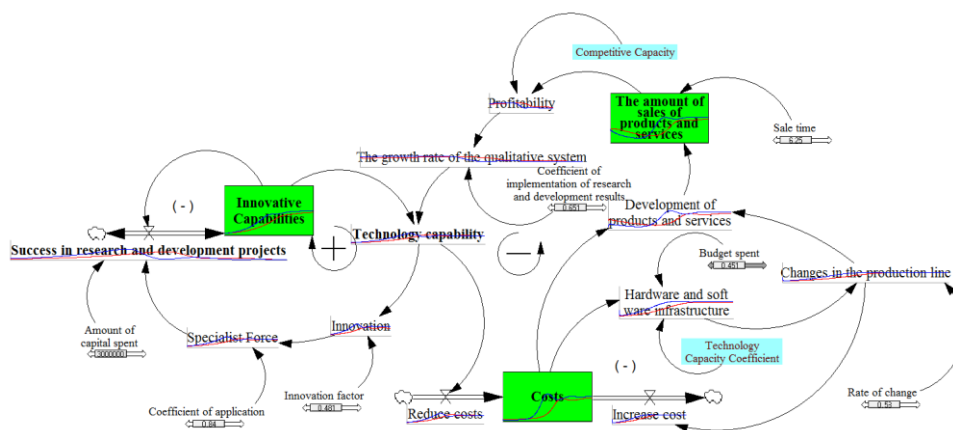 Competitive Capacity
Profitability
The amount of
sales of
products and
services
Sale time
6.25
The growth rate of the qualitative system
Coefficient of
implementation of research
and development results
0.651
(-)
Innovative
Capabilities
Technology capability
Development of
products and services
Success in research and development projects
Budget spent
0.451
Changes in the production line
Hardware and soft
ware infrastructure
Amount of
capital spent
3000000
Specialist Force
Innovation
Technology
Capacity Coefficient
(-)
Coefficient of application
0.84
Innovation factor
0.481
Reduce costs
Costs
Increase cost
Rate of change
0.53